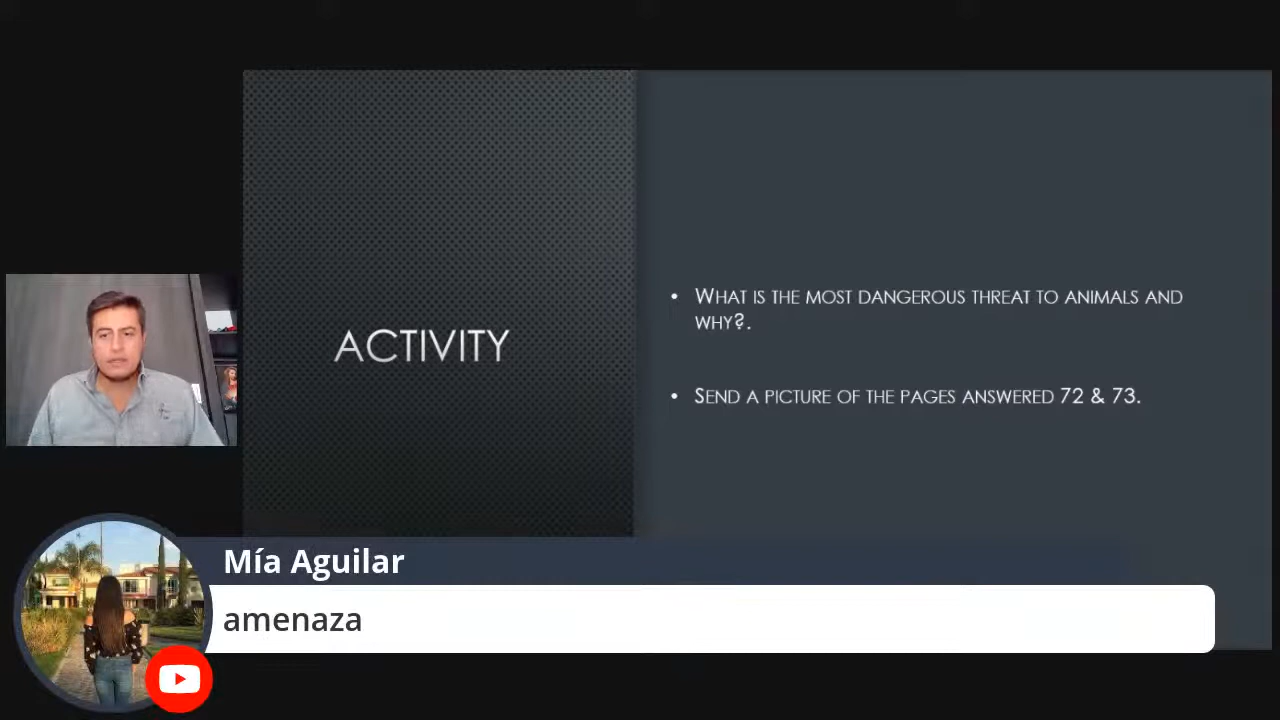 ACTIVITY
• WHAT IS THE MOST DANGEROUS THREAT TO ANIMALS AND
WHY?.
• SEND A PICTURE OF THE PAGES ANSWERED 72 & 73.
Mía Aguilar
amenaza